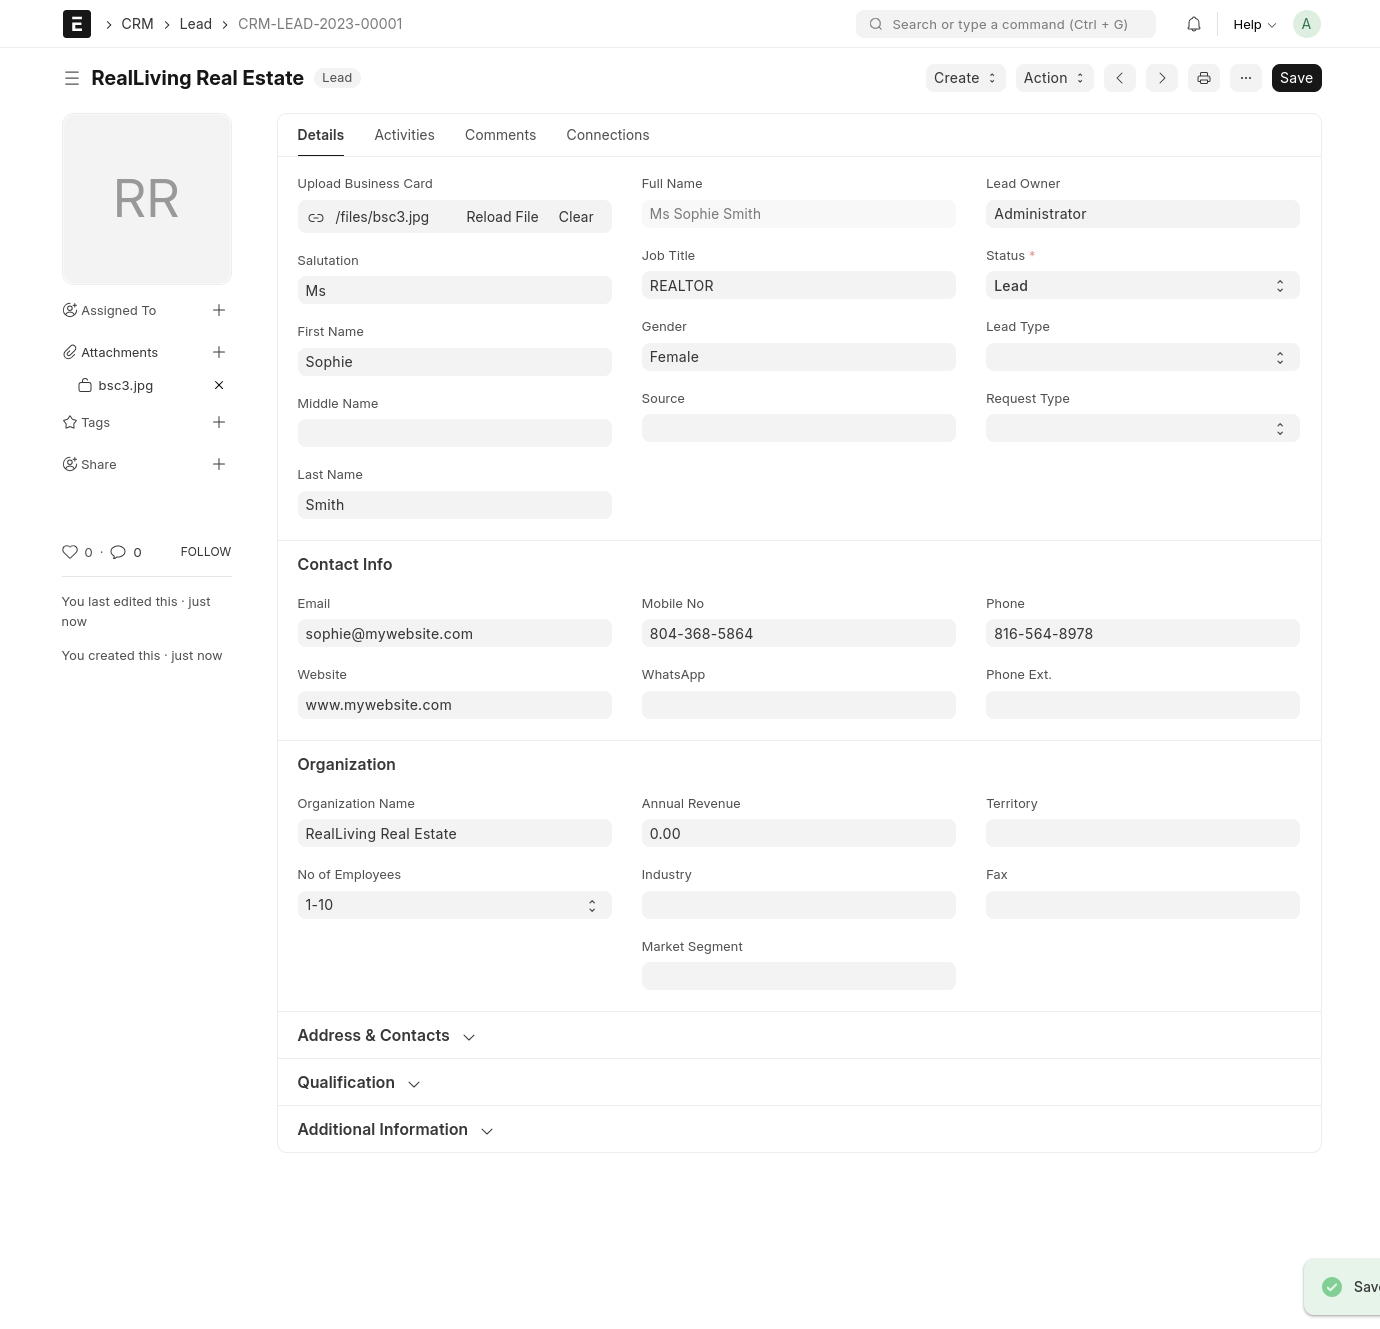 E CRM Lead CRM-LEAD-2023-00001 Search or type a command (Ctrl + G) Help A
RealLiving Real Estate Lead Create Action ... Save
RR
Assigned To
Attachments
bsc3.jpg
Tags
Share
0 · 0 FOLLOW
You last edited this · just
now
You created this · just now
Details Activities Comments Connections
Upload Business Card
/files/bsc3.jpg Reload File Clear
Salutation
Ms
First Name
Sophie
Middle Name
Last Name
Smith
Full Name
Ms Sophie Smith
Job Title
REALTOR
Gender
Female
Source
Lead Owner
Administrator
Status *
Lead
Lead Type
Request Type
Contact Info
Email
sophie@mywebsite.com
Website
www.mywebsite.com
Mobile No
804-368-5864
WhatsApp
Phone
816-564-8978
Phone Ext.
Organization
Organization Name
RealLiving Real Estate
No of Employees
1-10
Annual Revenue
0.00
Industry
Market Segment
Territory
Fax
Address & Contacts
Qualification
Additional Information